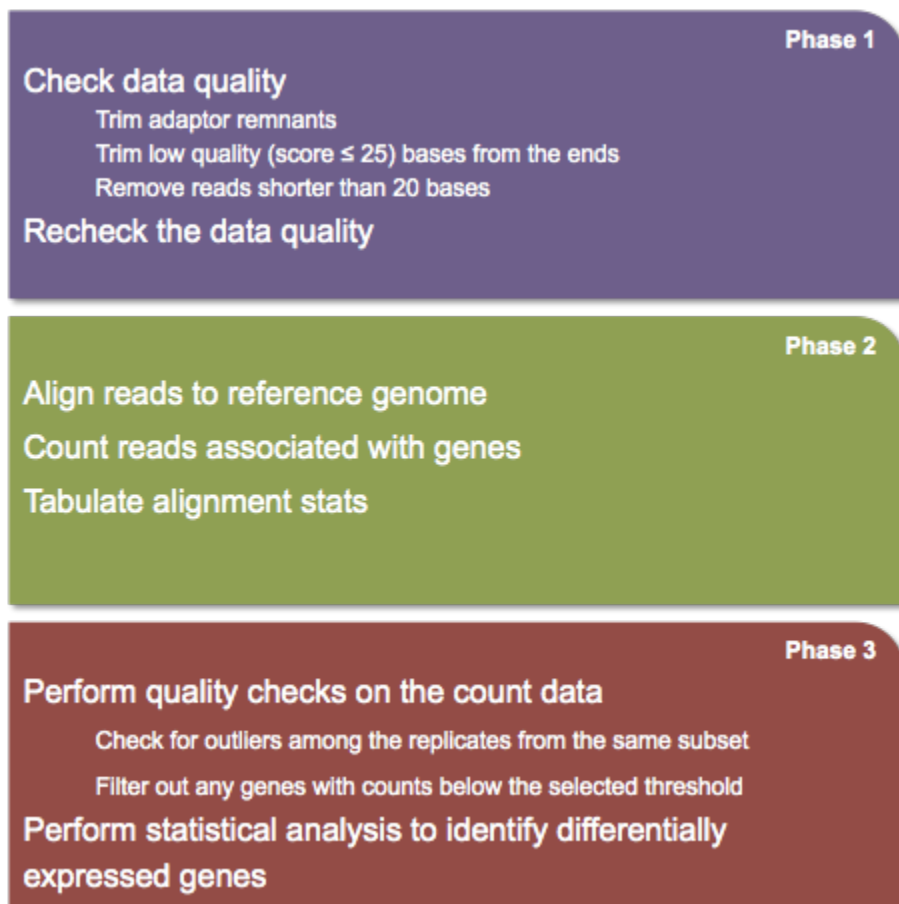 Phase 1
Check data quality
Trim adaptor remnants
Trim low quality (score ≤ 25) bases from the ends
Remove reads shorter than 20 bases
Recheck the data quality
Phase 2
Align reads to reference genome
Count reads associated with genes
Tabulate alignment stats
Phase 3
Perform quality checks on the count data
Check for outliers among the replicates from the same subset
Filter out any genes with counts below the selected threshold
Perform statistical analysis to identify differentially
expressed genes